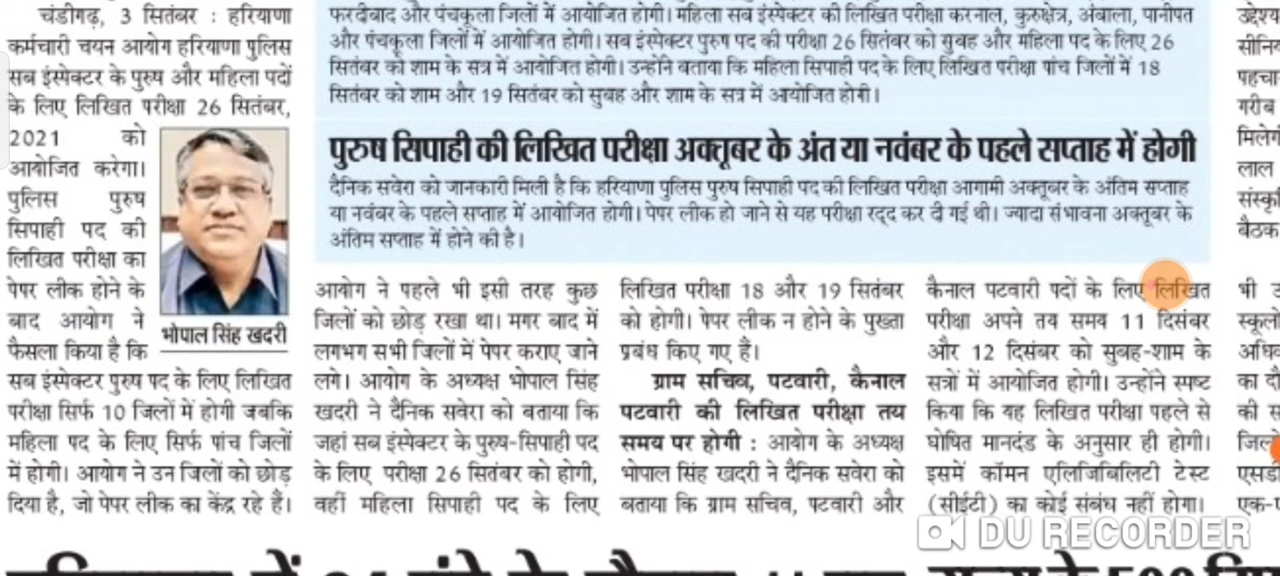 चंडीगढ़, 3 सितंबर : हरियाणा
कर्मचारी चयन आयोग हरियाणा पुलिस
सब इंस्पेक्टर के पुरुष और महिला पदों
के लिए लिखित परीक्षा 26 सितंबर,
2021 को
आयोजित करेगा।
पुलिस पुरुष
सिपाही पद की
लिखित परीक्षा का
पेपर लीक होने के
बाद आयोग ने
फैसला किया है कि
भोपाल सिंह खदरी
सब इंस्पेक्टर पुरुष पद के लिए लिखित
परीक्षा सिर्फ 10 जिलों में होगी जबकि
महिला पद के लिए सिर्फ पांच जिलों
में होगी। आयोग ने उन जिलों को छोड़
दिया है, जो पेपर लीक का केंद्र रहे हैं।
फरीदाबाद और पंचकूला जिलों में आयोजित होगी। महिला सब इंस्पेक्टर की लिखित परीक्षा करनाल, कुरुक्षेत्र, अंबाला, पानीपत
और पंचकूला जिलों में आयोजित होगी। सब इंस्पेक्टर पुरुष पद की परीक्षा 26 सितंबर को सुबह और महिला पद के लिए 26
सितंबर को शाम के सत्र में आयोजित होगी। उन्होंने बताया कि महिला सिपाही पद के लिए लिखित परीक्षा पांच जिलों में 18
सितंबर को शाम और 19 सितंबर को सुबह और शाम के सत्र में आयोजित होगी।
पुरुष सिपाही की लिखित परीक्षा अक्तूबर के अंत या नवंबर के पहले सप्ताह में होगी
दैनिक सवेरा को जानकारी मिली है कि हरियाणा पुलिस पुरुष सिपाही पद की लिखित परीक्षा आगामी अक्तूबर के अंतिम सप्ताह
या नवंबर के पहले सप्ताह में आयोजित होगी। पेपर लीक हो जाने से यह परीक्षा रद्द कर दी गई थी। ज्यादा संभावना अक्तूबर के
अंतिम सप्ताह में होने की है।
आयोग ने पहले भी इसी तरह कुछ
जिलों को छोड़ रखा था। मगर बाद में
लगभग सभी जिलों में पेपर कराए जाने
लगे। आयोग के अध्यक्ष भोपाल सिंह
खदरी ने दैनिक सवेरा को बताया कि
जहां सब इंस्पेक्टर के पुरुष-सिपाही पद
के लिए परीक्षा 26 सितंबर को होगी,
वहीं महिला सिपाही पद के लिए
लिखित परीक्षा 18 और 19 सितंबर
को होगी। पेपर लीक न होने के पुख्ता
प्रबंध किए गए हैं।
ग्राम सचिव, पटवारी, कैनाल
पटवारी की लिखित परीक्षा तय
समय पर होगी : आयोग के अध्यक्ष
भोपाल सिंह खदरी ने दैनिक सवेरा को
बताया कि ग्राम सचिव, पटवारी और
कैनाल पटवारी पदों के लिए लिखित
परीक्षा अपने तय समय 11 दिसंबर
और 12 दिसंबर को सुबह-शाम के
सत्रों में आयोजित होगी। उन्होंने स्पष्ट
किया कि यह लिखित परीक्षा पहले से
घोषित मानदंड के अनुसार ही होगी।
इसमें कॉमन एलिजिबिलिटी टेस्ट
(सीईटी) का कोई संबंध नहीं होगा।
गरीब
लाल
बैठक
भी
का
की
DU RECORDER